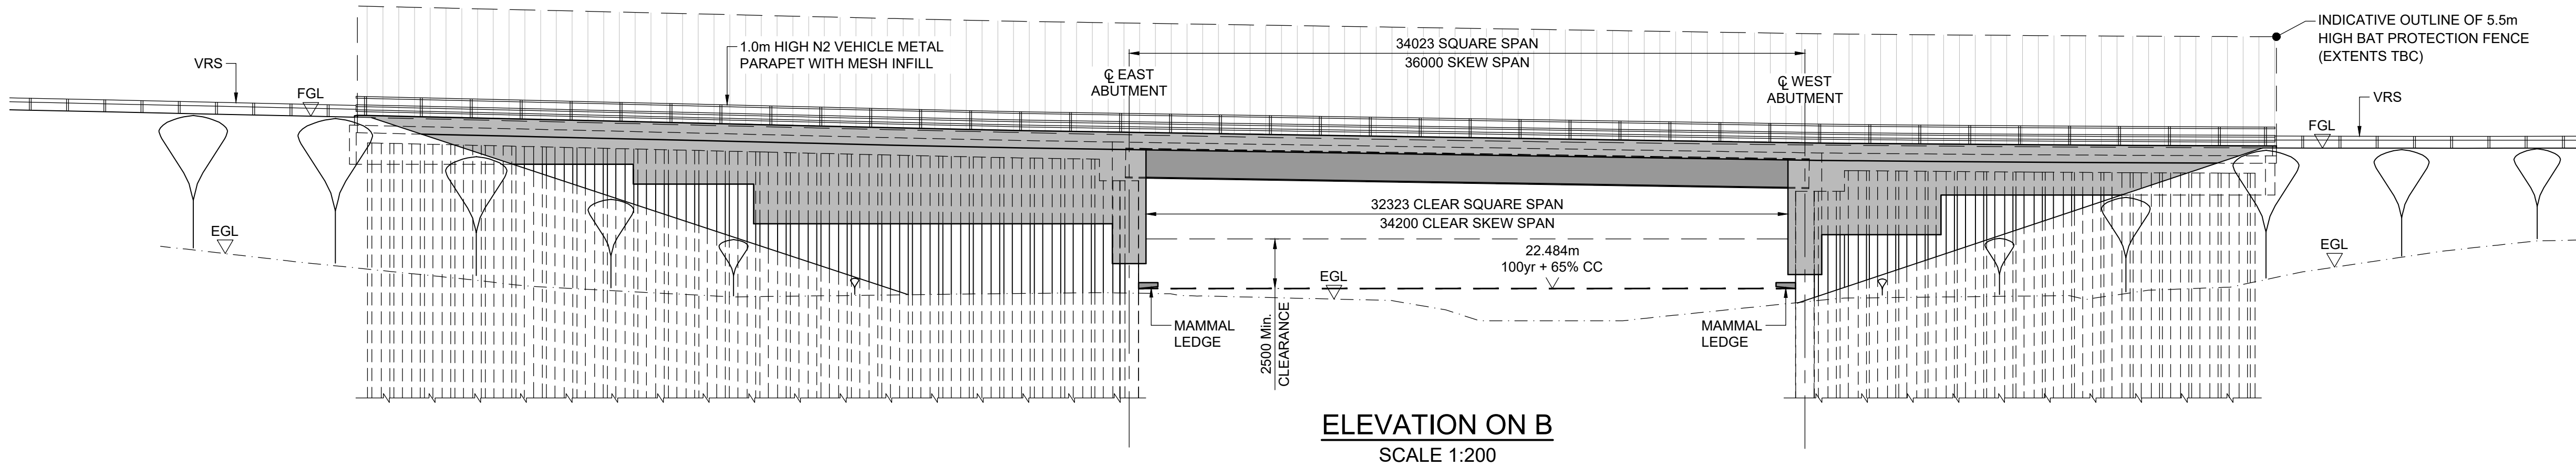 INDICATIVE OUTLINE OF 5.5m
HIGH BAT PROTECTION FENCE
(EXTENTS TBC)
1.0m HIGH N2 VEHICLE METAL
PARAPET WITH MESH INFILL
34023 SQUARE SPAN
36000 SKEW SPAN
VRS
FGL
℄ EAST
ABUTMENT
℄ WEST
ABUTMENT
VRS
FGL
32323 CLEAR SQUARE SPAN
34200 CLEAR SKEW SPAN
EGL
22.484m
100yr + 65% CC
EGL
EGL
MAMMAL
LEDGE
2500 Min.
CLEARANCE
MAMMAL
LEDGE
ELEVATION ON B
SCALE 1:200